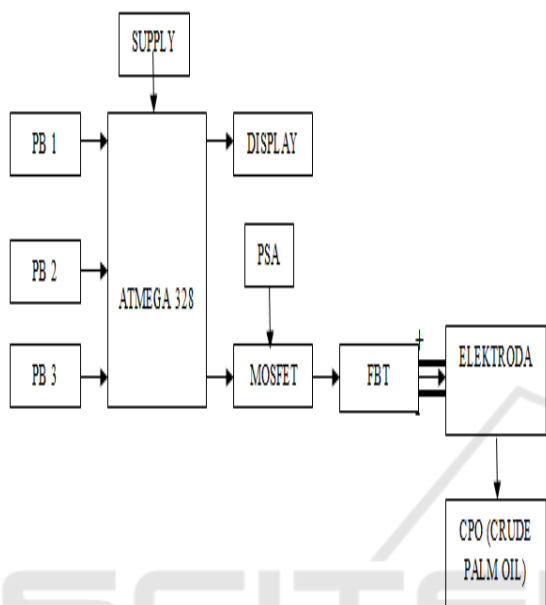 SUPPLY
PB 1
DISPLAY
PB 2
ATMEGA 328
PSA
PB 3
MOSFET
FBT
+
-
ELEKTRODA
CPO (CRUDE
PALM OIL)